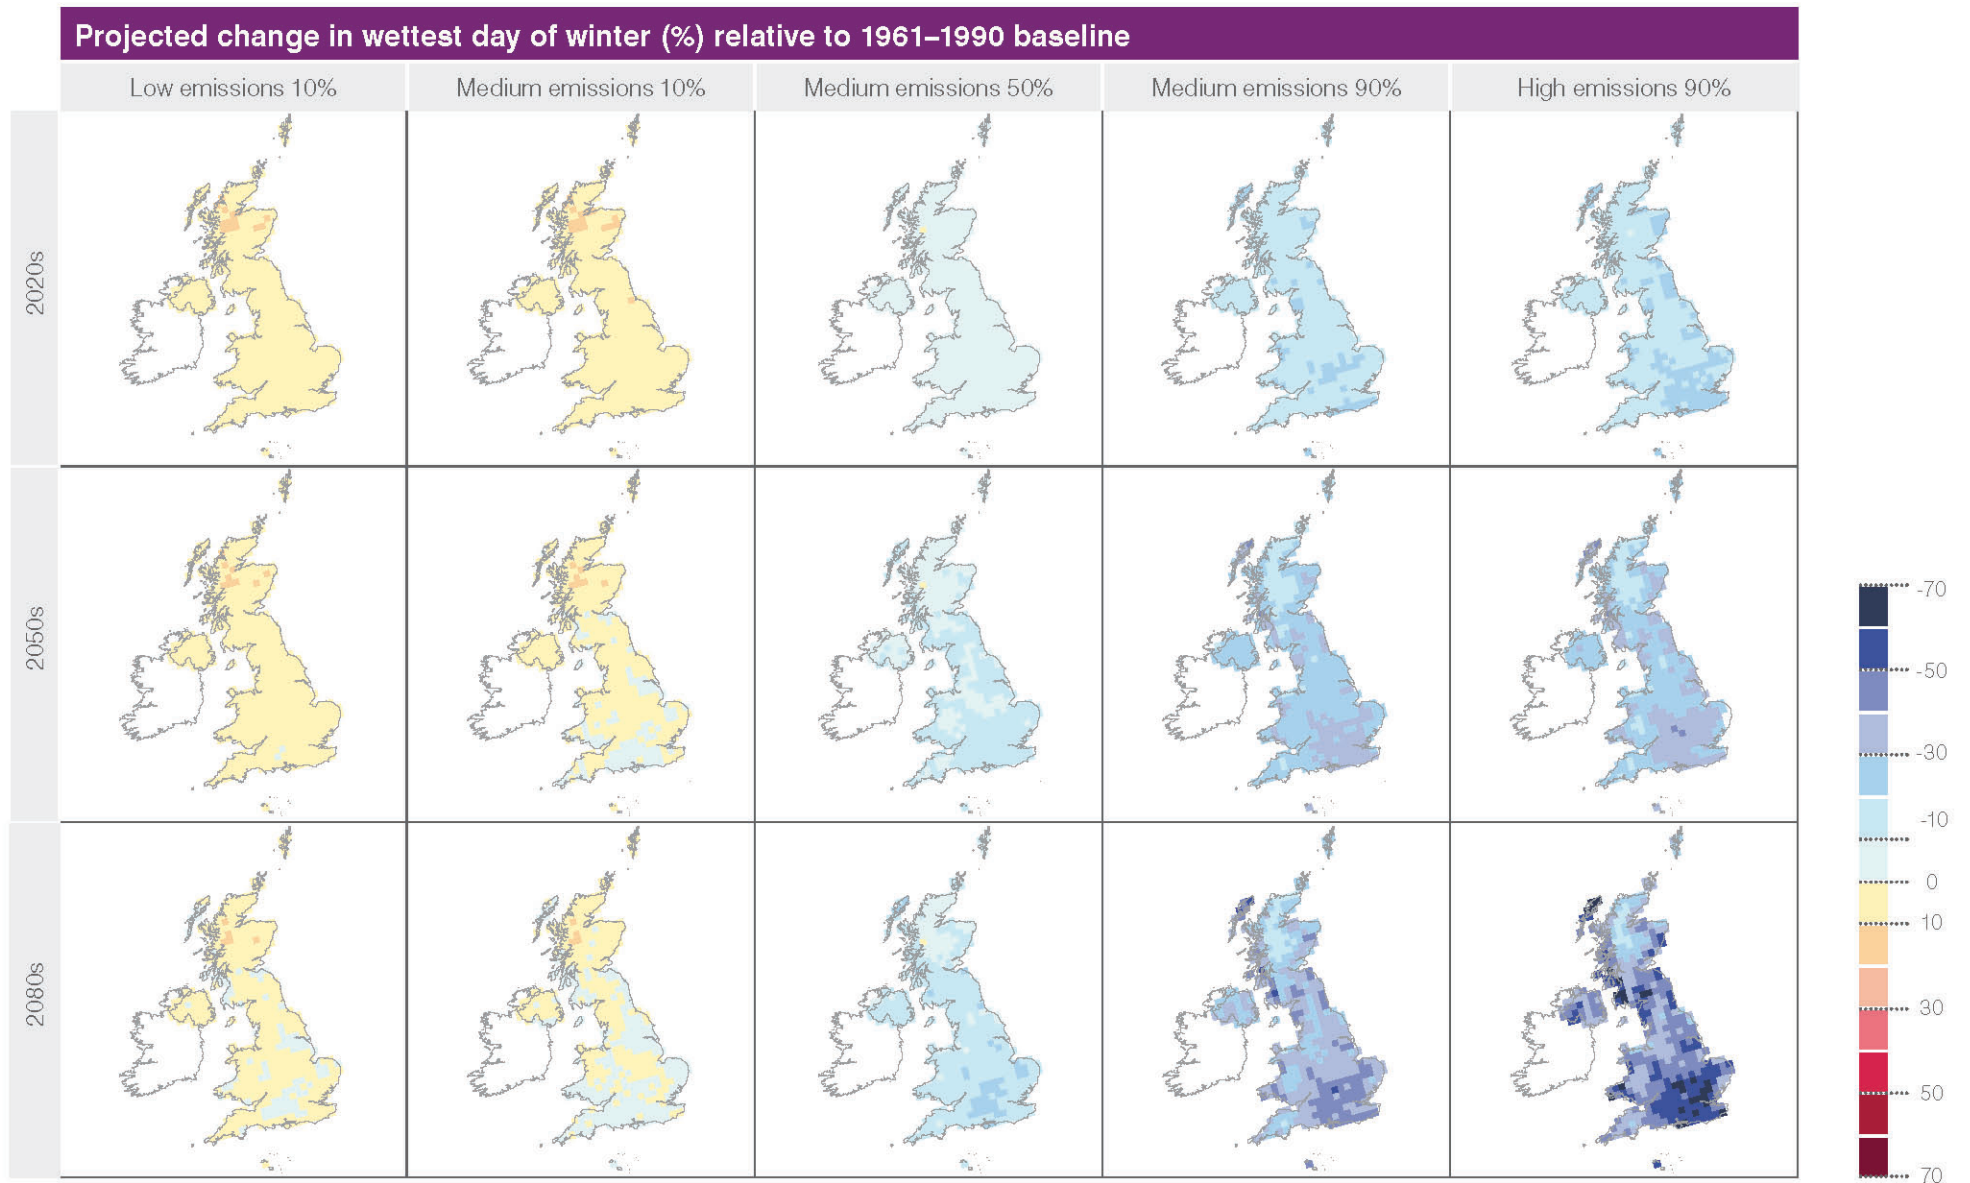 Projected change in wettest day of winter (%) relative to 1961–1990 baseline
Low emissions 10%
Medium emissions 10%
Medium emissions 50%
Medium emissions 90%
High emissions 90%
2020s
2050s
2080s
-70
-50
-30
-10
0
10
30
50
70